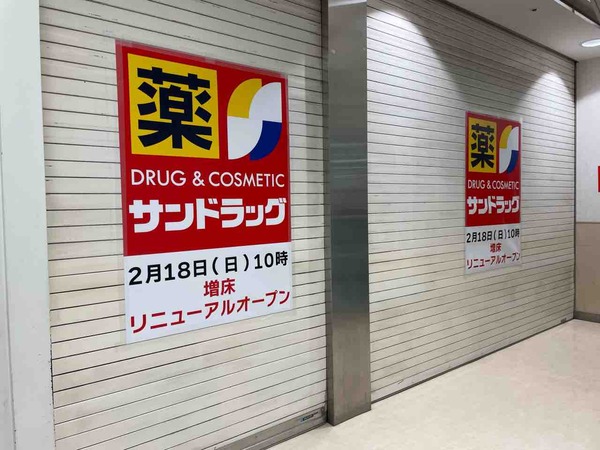 薬
DRUG & COSMETIC
サンドラッグ
2月18日(日)10時
増床
リニューアルオープン
薬
DRUG & COSMETIC
サンドラッグ
2月18日(日)10時
増床
リニューアルオープン